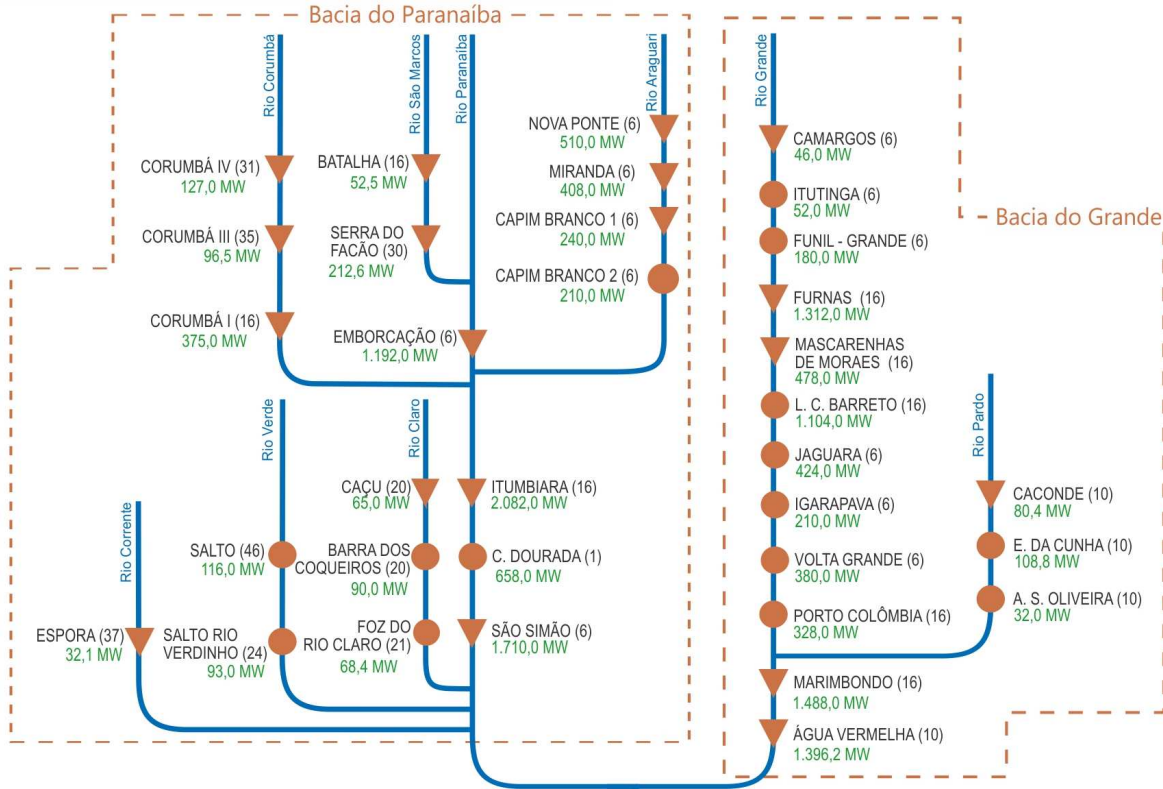 Bacia do Paranaíba
Rio Corumbá
Rio São Marcos
Rio Paranaíba
Rio Araguari
CORUMBÁ IV (31)
127,0 MW
CORUMBÁ III (35)
96,5 MW
CORUMBÁ I (16)
375,0 MW
BATALHA (16)
52,5 MW
SERRA DO
FACÃO (30)
212,6 MW
EMBORCAÇÃO (6)
1.192,0 MW
NOVA PONTE (6)
510,0 MW
MIRANDA (6)
408,0 MW
CAPIM BRANCO 1 (6)
240,0 MW
CAPIM BRANCO 2 (6)
210,0 MW
Rio Corrente
Rio Verde
Rio Claro
ESPORA (37)
32,1 MW
SALTO (46)
116,0 MW
SALTO RIO
VERDINHO (24)
93,0 MW
CAÇU (20)
65,0 MW
BARRA DOS
COQUEIROS (20)
90,0 MW
FOZ DO
RIO CLARO (21)
68,4 MW
ITUMBIARA (16)
2.082,0 MW
C. DOURADA (1)
658,0 MW
SÃO SIMÃO (6)
1.710,0 MW
Bacia do Grande
Rio Grande
CAMARGOS (6)
46,0 MW
ITUTINGA (6)
52,0 MW
FUNIL - GRANDE (6)
180,0 MW
FURNAS (16)
1.312,0 MW
MASCARENHAS
DE MORAES (16)
478,0 MW
L. C. BARRETO (16)
1.104,0 MW
JAGUARA (6)
424,0 MW
IGARAPAVA (6)
210,0 MW
VOLTA GRANDE (6)
380,0 MW
PORTO COLÔMBIA (16)
328,0 MW
Rio Pardo
CACONDE (10)
80,4 MW
E. DA CUNHA (10)
108,8 MW
A. S. OLIVEIRA (10)
32,0 MW
MARIMBONDO (16)
1.488,0 MW
ÁGUA VERMELHA (10)
1.396,2 MW